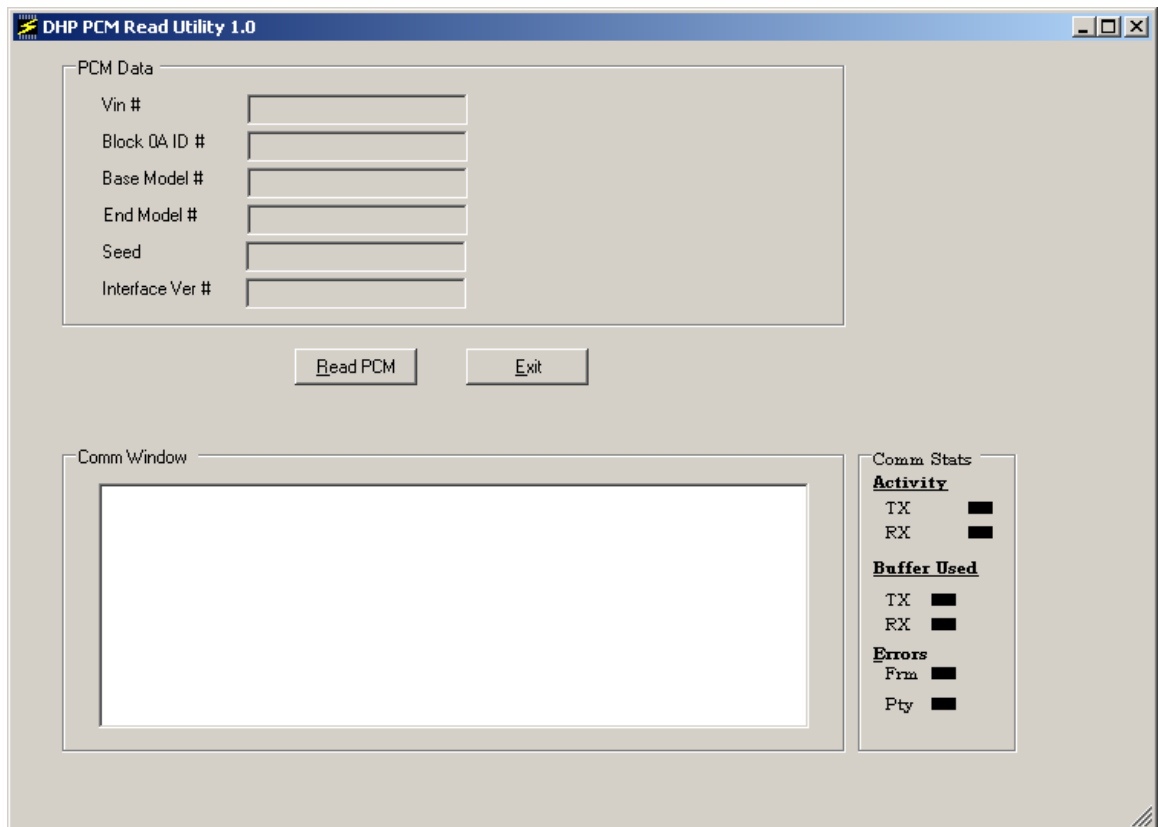 DHP PCM Read Utility 1.0
PCM Data
Vin #
Block 0A ID #
Base Model #
End Model #
Seed
Interface Ver #
Read PCM
Exit
Comm Window
Comm Stats
Activity
TX
RX
Buffer Used
TX
RX
Errors
Frm
Pty